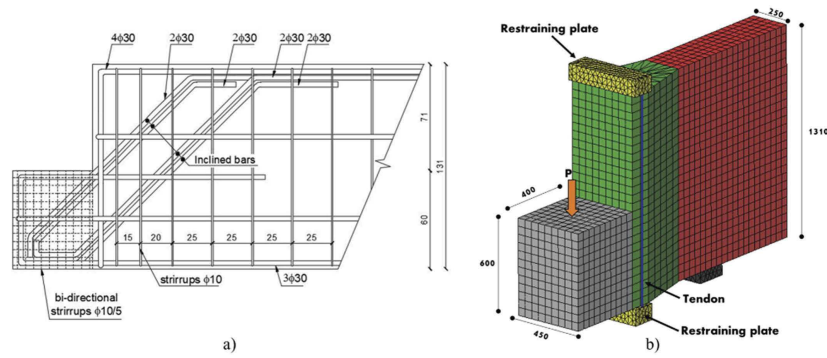 4ϕ30
2ϕ30
2ϕ30
2ϕ30
2ϕ30
Inclined bars
71
131
60
15
20
25
25
25
25
strirrups ϕ10
3ϕ30
bi-directional
strirrups ϕ10/5
a)
Restraining plate
250
1310
P
400
600
450
Tendon
Restraining plate
b)